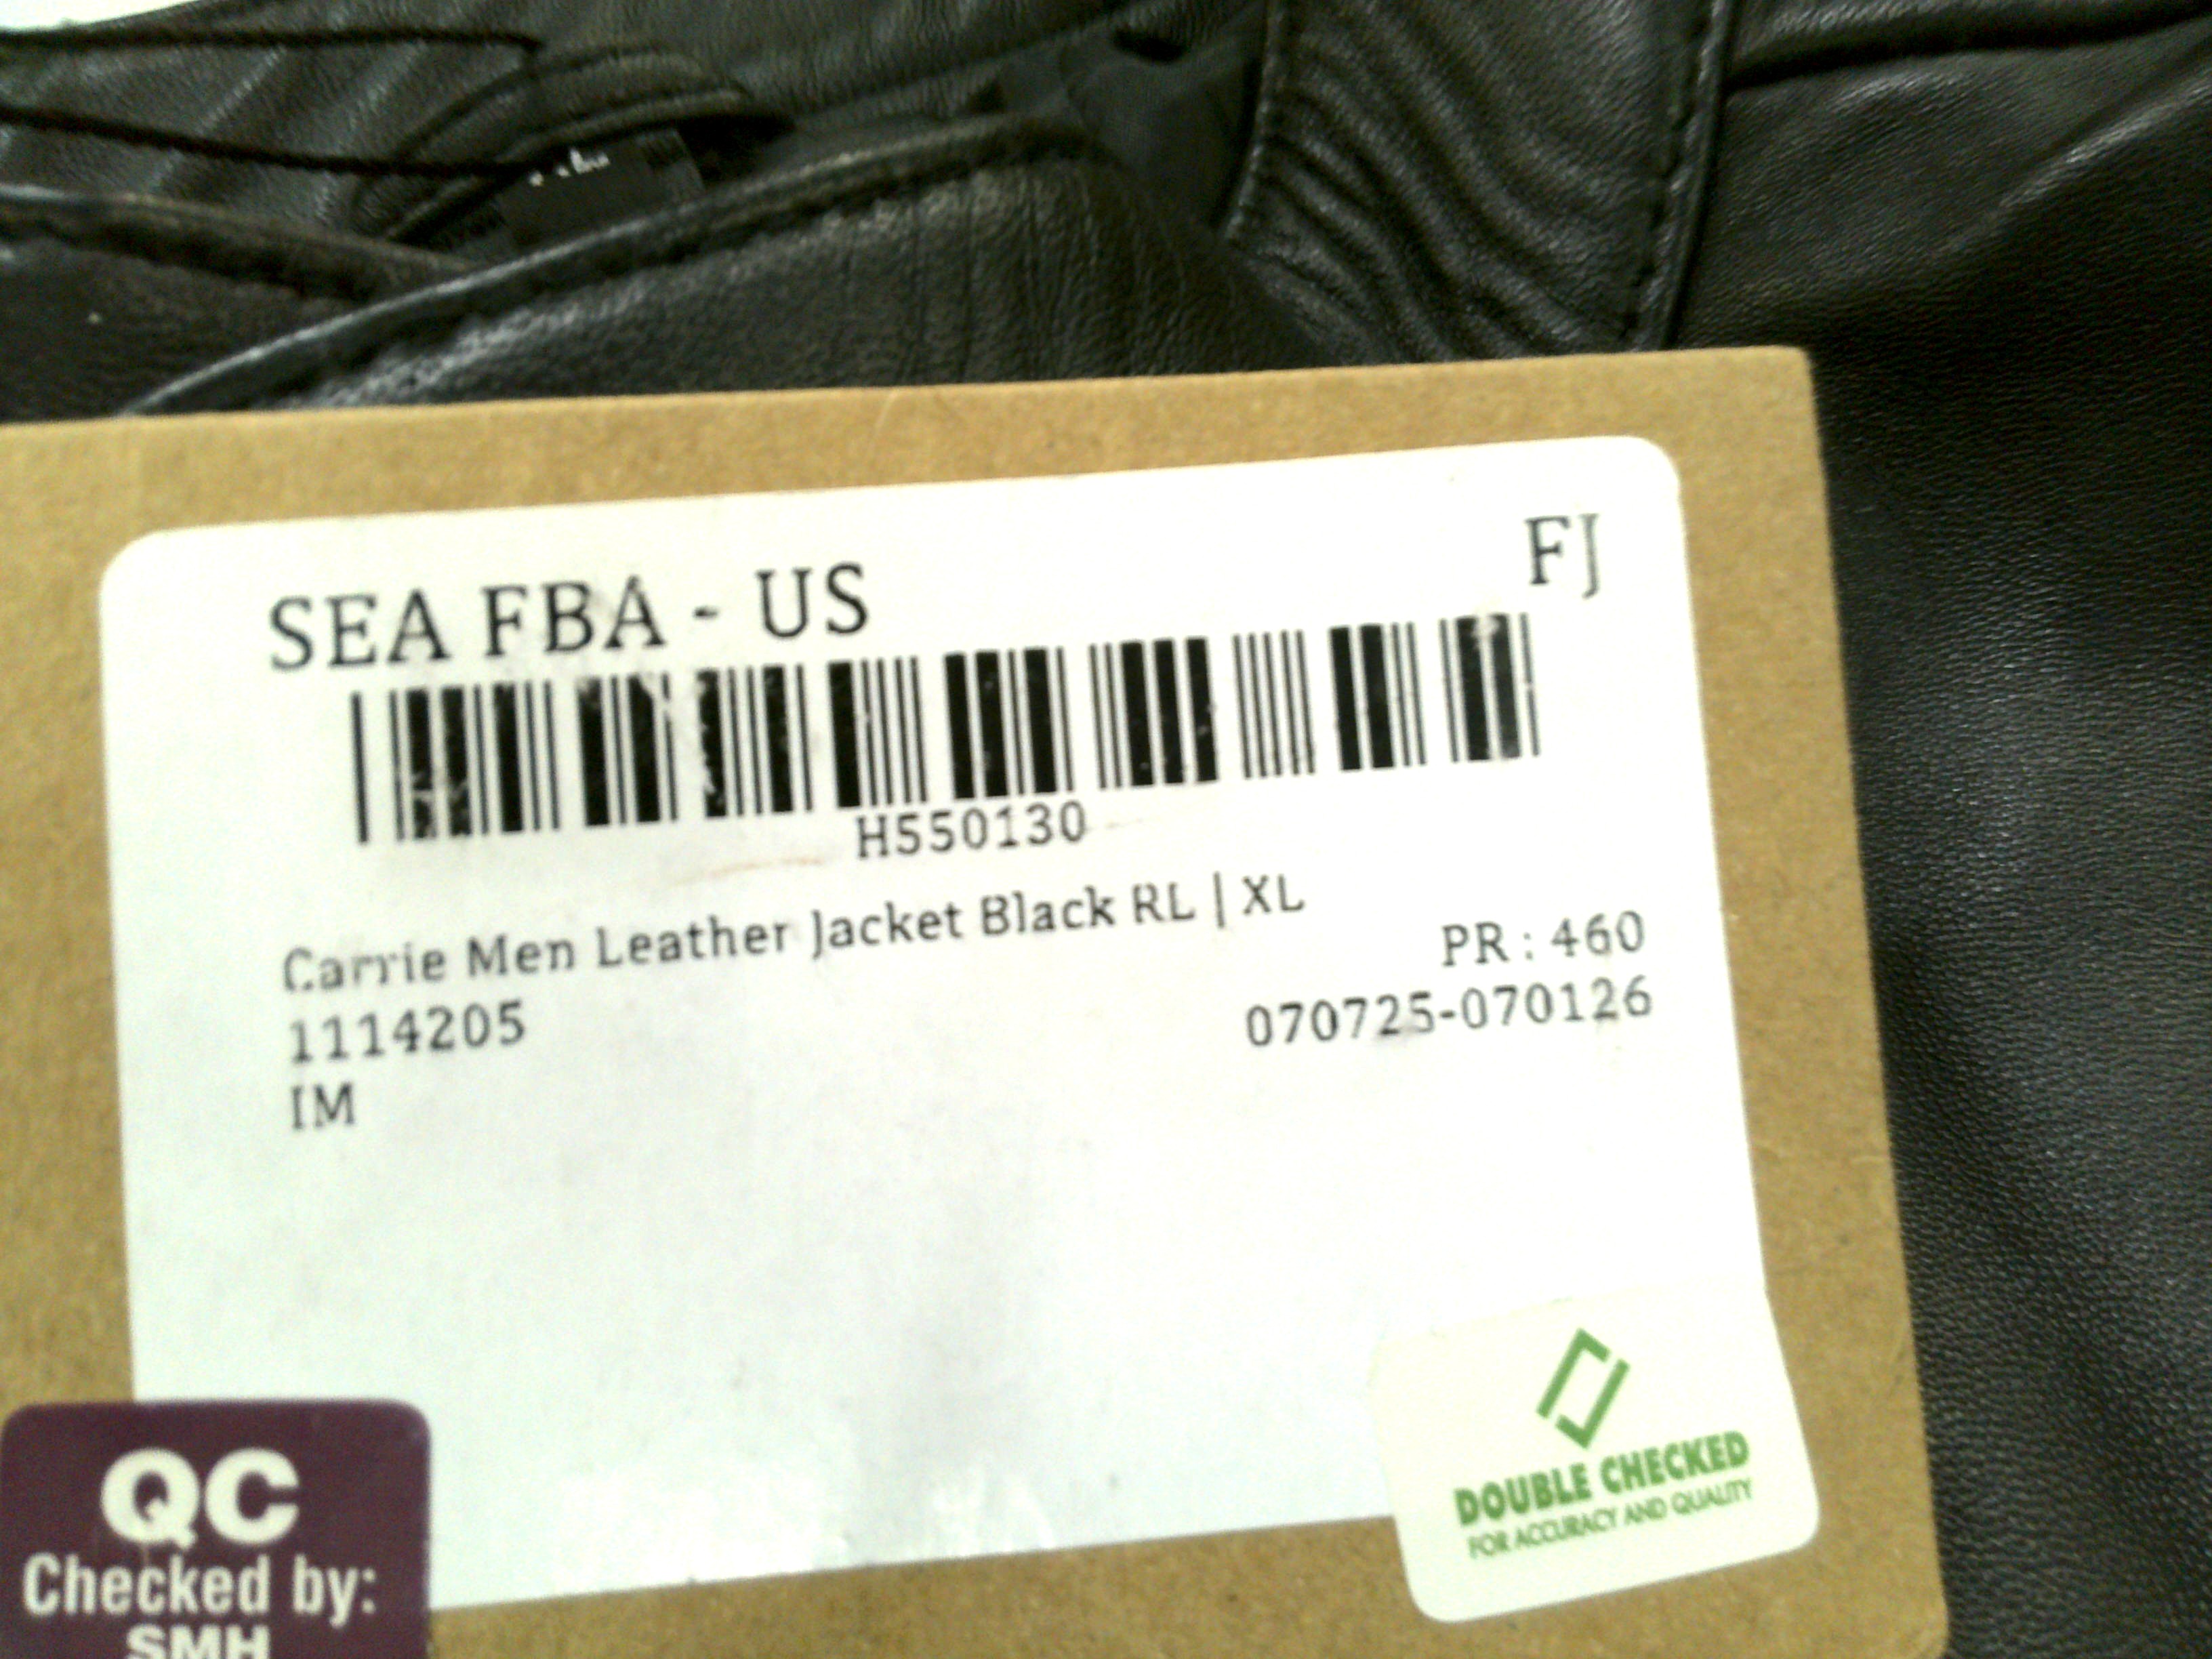 SEA FBA - US
FJ
H550130
Carrie Men Leather Jacket Black RL | XL
PR : 460
1114205
070725-070126
IM
DOUBLE CHECKED
FOR ACCURACY AND QUALITY
QC
Checked by:
SMH